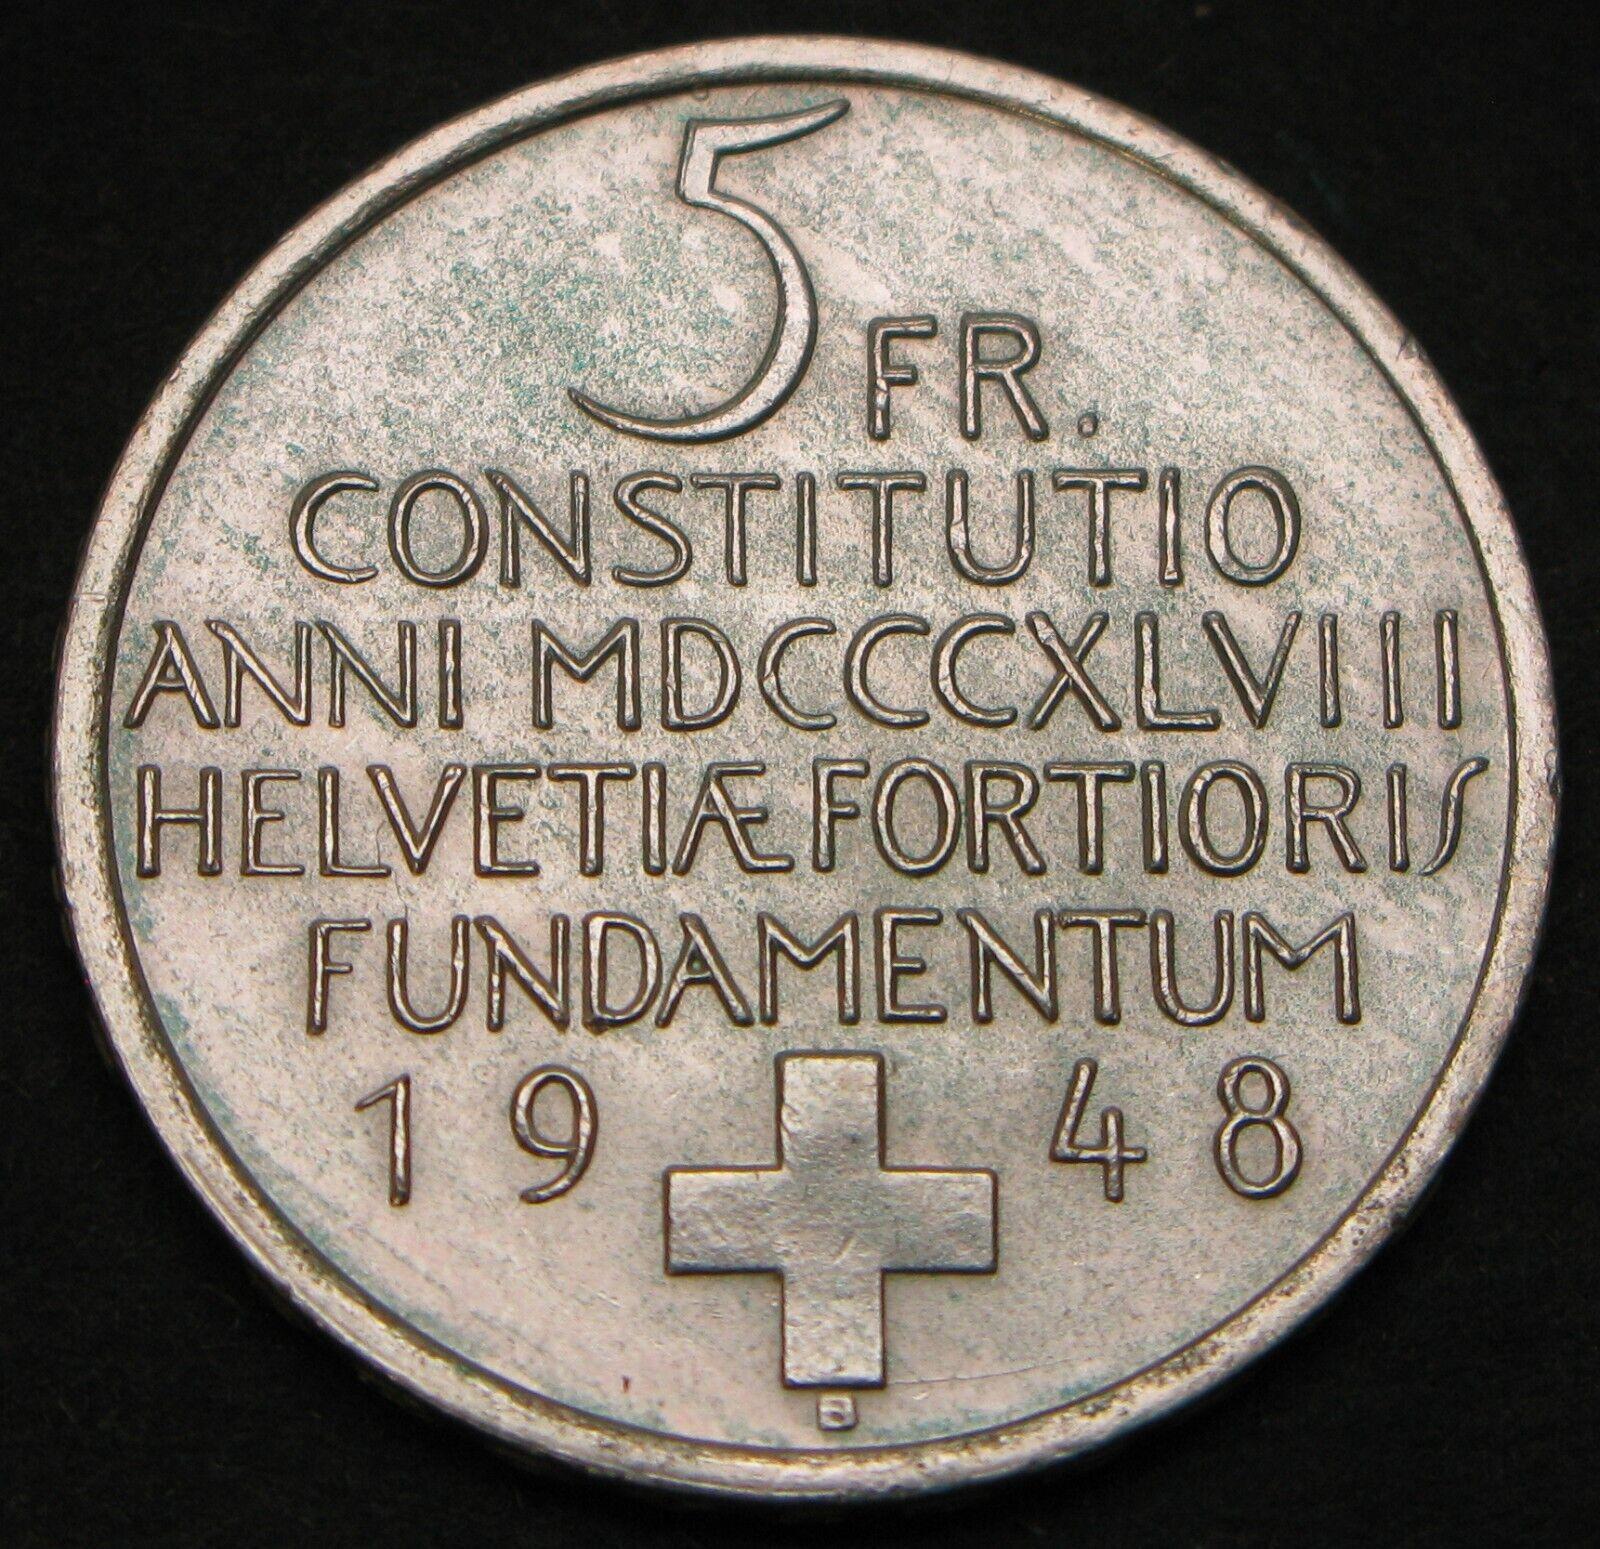 5 FR.
CONSTITUTIO
ANNI MDCCCXLVIII
HELVETIÆ FORTIORIS
FUNDAMENTUM
1948
B